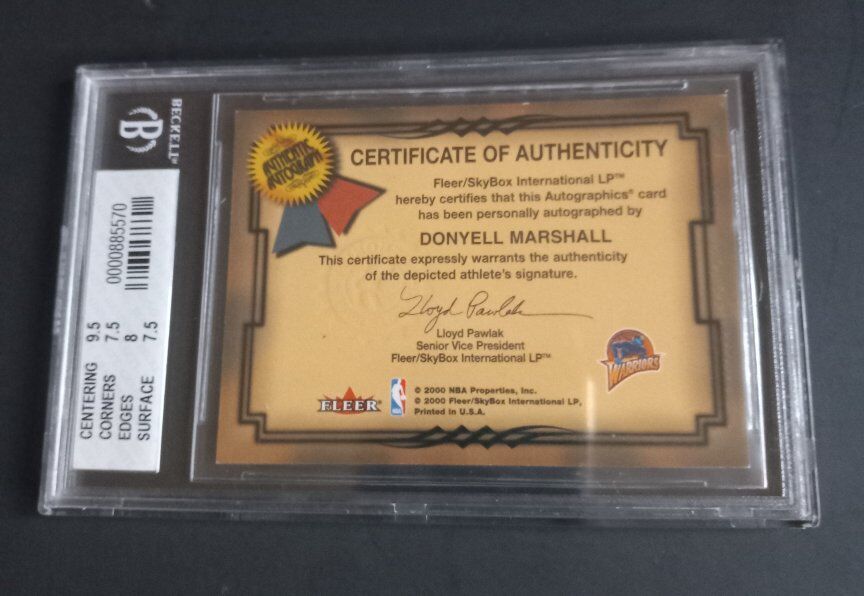 BECKETT
B
0000885570
CENTERING 9.5
CORNERS 7.5
EDGES 8
SURFACE 7.5
AUTHENTIC
AUTOGRAPH
CERTIFICATE OF AUTHENTICITY
Fleer/SkyBox International LP™
hereby certifies that this Autographics® card
has been personally autographed by
DONYELL MARSHALL
This certificate expressly warrants the authenticity
of the depicted athlete's signature.
Lloyd Pawlak
Lloyd Pawlak
Senior Vice President
Fleer/SkyBox International LP™
WARRIORS
FLEER
NBA
© 2000 NBA Properties, Inc.
© 2000 Fleer/SkyBox International LP,
Printed in U.S.A.